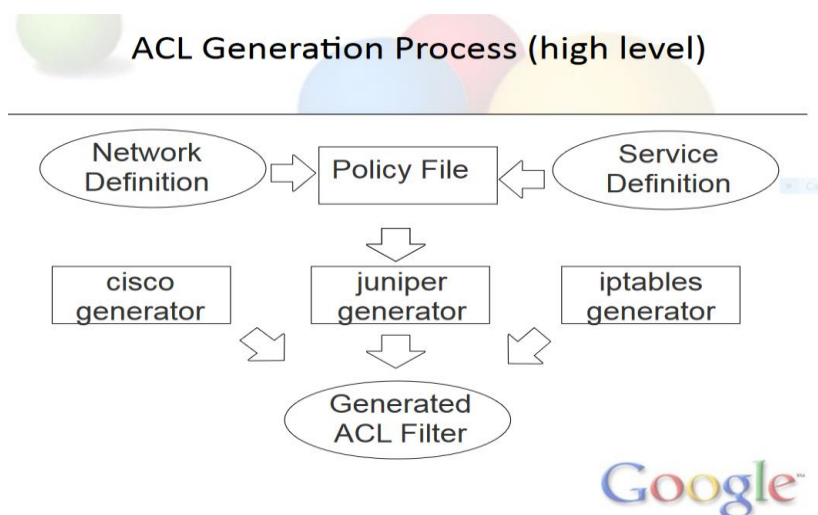 ACL Generation Process (high level)
Network
Definition
Policy File
Service
Definition
cisco
generator
juniper
generator
iptables
generator
Generated
ACL Filter
Google